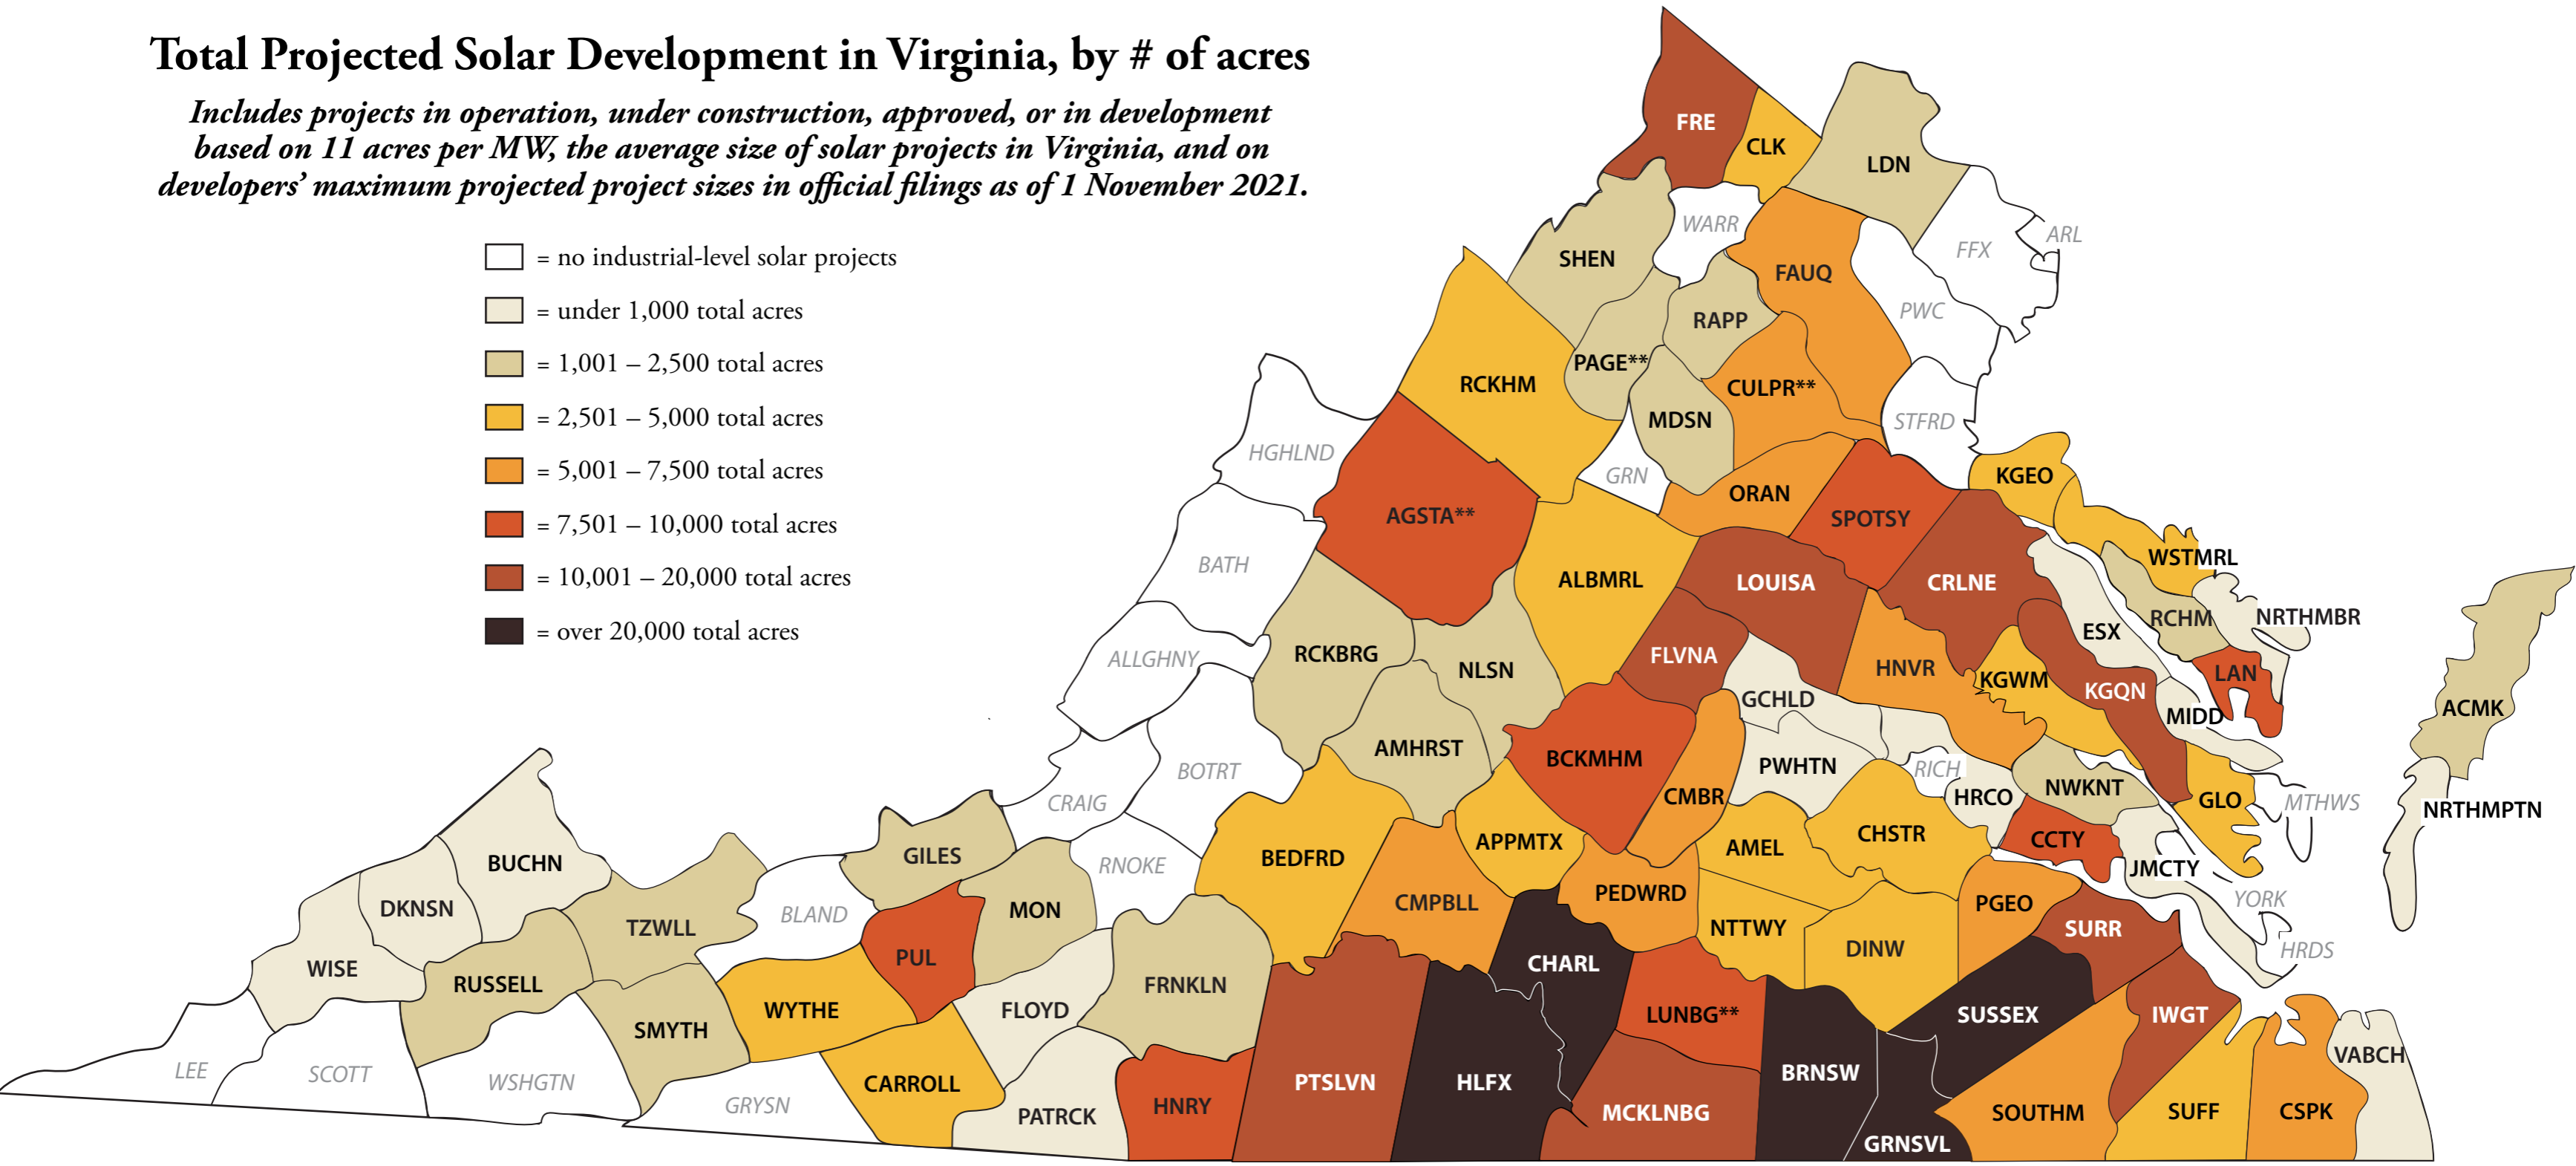 Total Projected Solar Development in Virginia, by # of acres
Includes projects in operation, under construction, approved, or in development
based on 11 acres per MW, the average size of solar projects in Virginia, and on
developers’ maximum projected project sizes in official filings as of 1 November 2021.
= no industrial-level solar projects
= under 1,000 total acres
= 1,001 – 2,500 total acres
= 2,501 – 5,000 total acres
= 5,001 – 7,500 total acres
= 7,501 – 10,000 total acres
= 10,001 – 20,000 total acres
= over 20,000 total acres
FRE
CLK
LDN
WARR
ARL
FFX
SHEN
FAUQ
PWC
RAPP
PAGE**
RCKHM
CULPR**
MDSN
STFRD
HGHLND
GRN
KGEO
ORAN
AGSTA**
SPOTSY
WSTMRL
BATH
ALBMRL
LOUISA
CRLNE
RCHM
NRTHMBR
ESX
RCKBRG
FLVNA
ALLGHNY
NLSN
HNVR
KGWM
LAN
KGQN
GCHLD
ACMK
MIDD
AMHRST
BCKMHM
PWHTN
RICH
BOTRT
NWKNT
CMBR
HRCO
GLO
MTHWS
CRAIG
NRTHMPTN
CHSTR
CCTY
APPMTX
AMEL
GILES
BEDFRD
BUCHN
RNOKE
JMCTY
PEDWRD
YORK
CMPBLL
PGEO
DKNSN
MON
BLAND
TZWLL
NTTWY
SURR
DINW
HRDS
PUL
CHARL
WISE
RUSSELL
FRNKLN
WYTHE
FLOYD
LUNBG**
SUSSEX
IWGT
SMYTH
VABCH
LEE
SCOTT
WSHGTN
CARROLL
PTSLVN
HLFX
BRNSW
GRYSN
HNRY
PATRCK
MCKLNBG
SOUTHM
SUFF
CSPK
GRNSVL